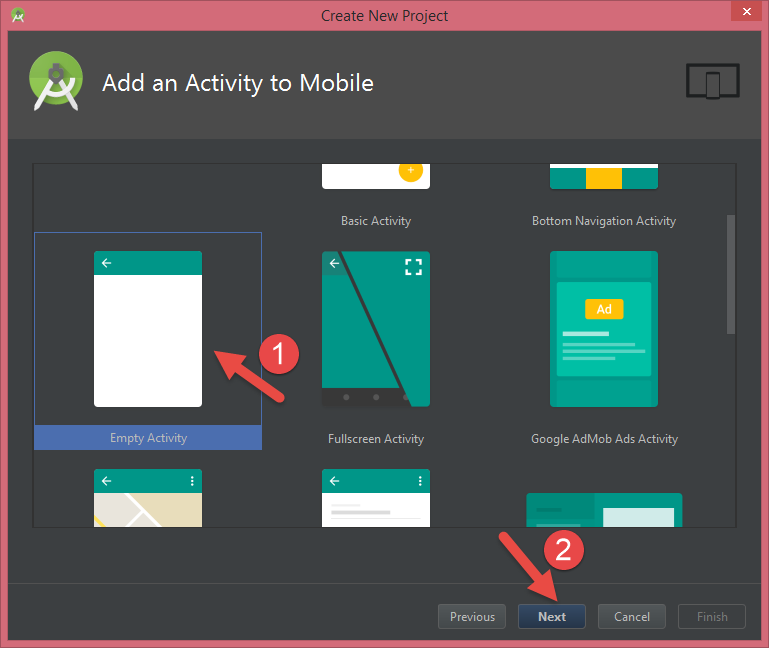 Create New Project
Add an Activity to Mobile
+
Basic Activity
Bottom Navigation Activity
Ad
1
Empty Activity
Fullscreen Activity
Google AdMob Ads Activity
2
Previous
Next
Cancel
Finish